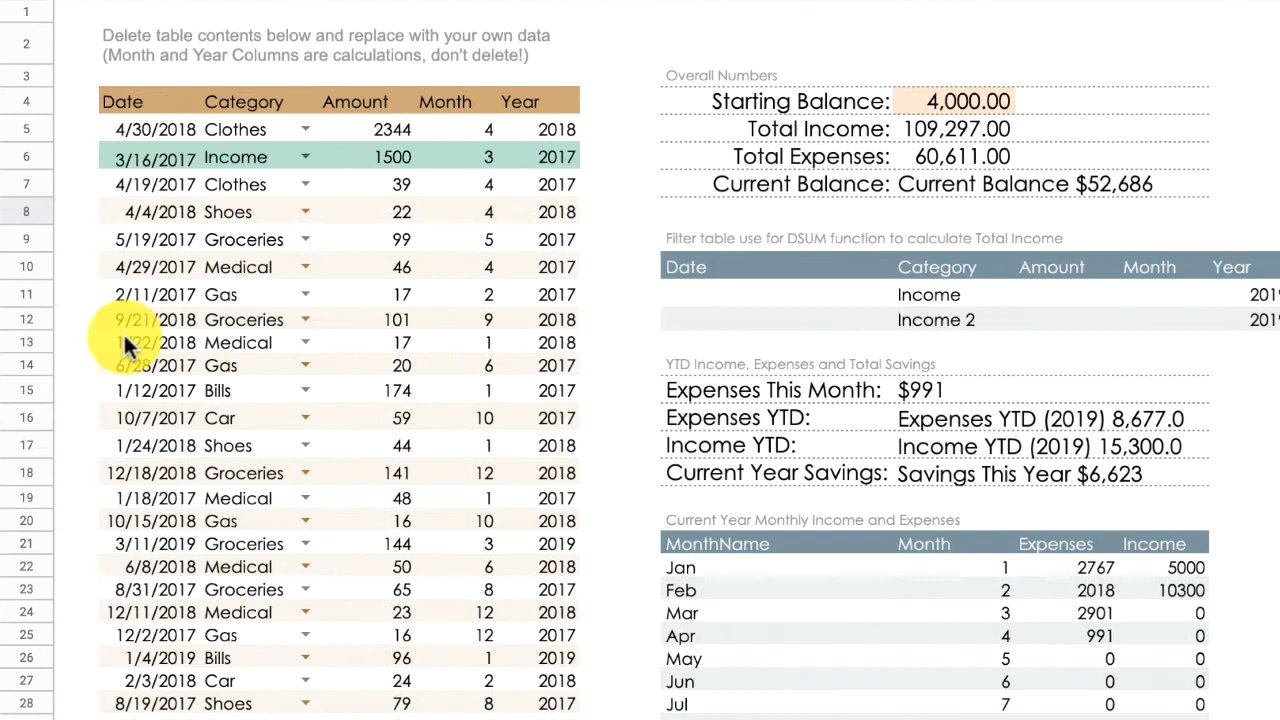 1
2
Delete table contents below and replace with your own data
(Month and Year Columns are calculations, don't delete!)
3
4 Date Category Amount Month Year
5 4/30/2018 Clothes 2344 4 2018
6 3/16/2017 Income 1500 3 2017
7 4/19/2017 Clothes 39 4 2017
8 4/4/2018 Shoes 22 4 2018
9 5/19/2017 Groceries 99 5 2017
10 4/29/2017 Medical 46 4 2017
11 2/11/2017 Gas 17 2 2017
12 9/21/2018 Groceries 101 9 2018
13 1/22/2018 Medical 17 1 2018
14 6/28/2017 Gas 20 6 2017
15 1/12/2017 Bills 174 1 2017
16 10/7/2017 Car 59 10 2017
17 1/24/2018 Shoes 44 1 2018
18 12/18/2018 Groceries 141 12 2018
19 1/18/2017 Medical 48 1 2017
20 10/15/2018 Gas 16 10 2018
21 3/11/2019 Groceries 144 3 2019
22 6/8/2018 Medical 50 6 2018
23 8/31/2017 Groceries 65 8 2017
24 12/11/2018 Medical 23 12 2018
25 12/2/2017 Gas 16 12 2017
26 1/4/2019 Bills 96 1 2019
27 2/3/2018 Car 24 2 2018
28 8/19/2017 Shoes 79 8 2017
Overall Numbers
Starting Balance: 4,000.00
Total Income: 109,297.00
Total Expenses: 60,611.00
Current Balance: Current Balance $52,686
Filter table use for DSUM function to calculate Total Income
Date Category Amount Month Year
Income 2019
Income 2 2019
YTD Income, Expenses and Total Savings
Expenses This Month: $991
Expenses YTD: Expenses YTD (2019) 8,677.0
Income YTD: Income YTD (2019) 15,300.0
Current Year Savings: Savings This Year $6,623
Current Year Monthly Income and Expenses
MonthName Month Expenses Income
Jan 1 2767 5000
Feb 2 2018 10300
Mar 3 2901 0
Apr 4 991 0
May 5 0 0
Jun 6 0 0
Jul 7 0 0